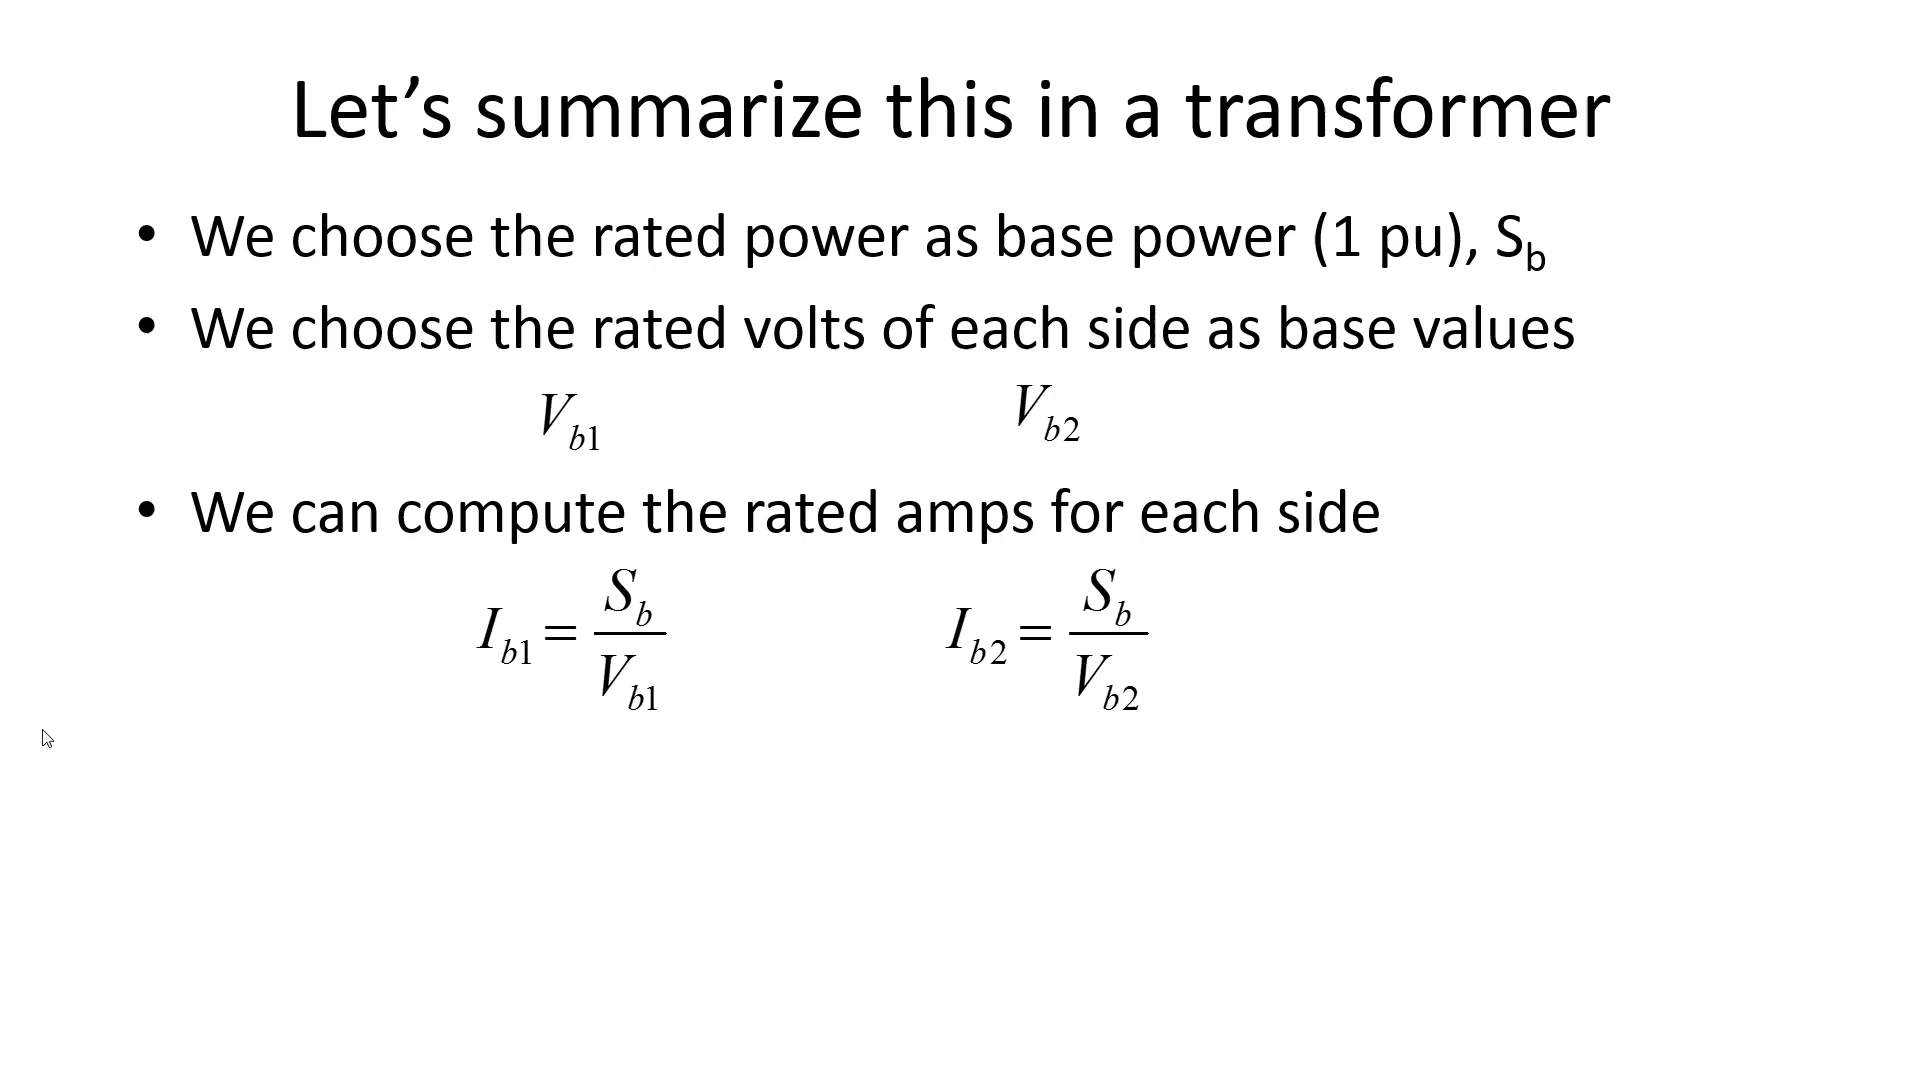 Let’s summarize this in a transformer
• We choose the rated power as base power (1 pu), S_b
• We choose the rated volts of each side as base values
V_b1 V_b2
• We can compute the rated amps for each side
I_b1 = S_b / V_b1 I_b2 = S_b / V_b2